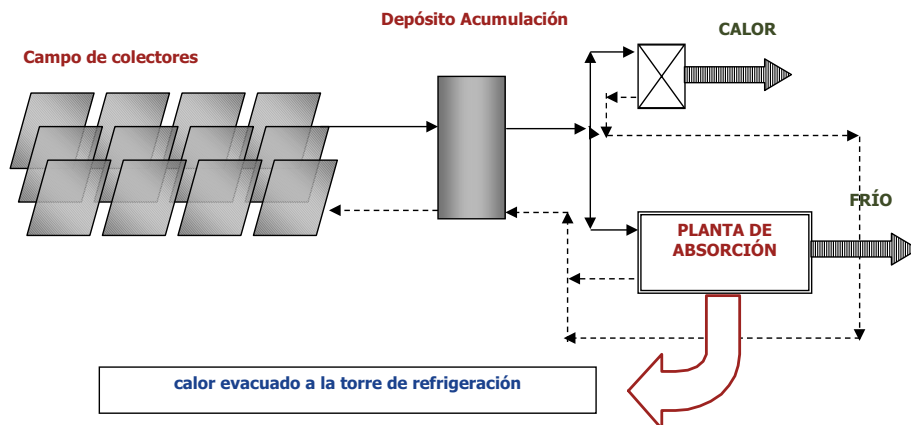 Depósito Acumulación
CALOR
Campo de colectores
FRÍO
PLANTA DE
ABSORCIÓN
calor evacuado a la torre de refrigeración